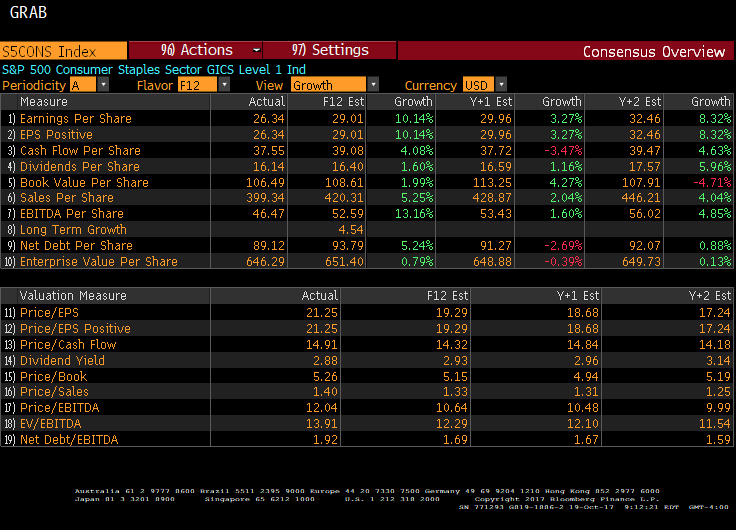 GRAB
S5CONS Index 96) Actions 97) Settings Consensus Overview
S&P 500 Consumer Staples Sector GICS Level 1 Ind
Periodicity A Flavor F12 View Growth Currency USD
Measure Actual F12 Est Growth Y+1 Est Growth Y+2 Est Growth
1) Earnings Per Share 26.34 29.01 10.14% 29.96 3.27% 32.46 8.32%
2) EPS Positive 26.34 29.01 10.14% 29.96 3.27% 32.46 8.32%
3) Cash Flow Per Share 37.55 39.08 4.08% 37.72 -3.47% 39.47 4.63%
4) Dividends Per Share 16.14 16.40 1.60% 16.59 1.16% 17.57 5.96%
5) Book Value Per Share 106.49 108.61 1.99% 113.25 4.27% 107.91 -4.71%
6) Sales Per Share 399.34 420.31 5.25% 428.87 2.04% 446.21 4.04%
7) EBITDA Per Share 46.47 52.59 13.16% 53.43 1.60% 56.02 4.85%
8) Long Term Growth 4.54
9) Net Debt Per Share 89.12 93.79 5.24% 91.27 -2.69% 92.07 0.88%
10) Enterprise Value Per Share 646.29 651.40 0.79% 648.88 -0.39% 649.73 0.13%
Valuation Measure Actual F12 Est Y+1 Est Y+2 Est
11) Price/EPS 21.25 19.29 18.68 17.24
12) Price/EPS Positive 21.25 19.29 18.68 17.24
13) Price/Cash Flow 14.91 14.32 14.84 14.18
14) Dividend Yield 2.88 2.93 2.96 3.14
15) Price/Book 5.26 5.15 4.94 5.19
16) Price/Sales 1.40 1.33 1.31 1.25
17) Price/EBITDA 12.04 10.64 10.48 9.99
18) EV/EBITDA 13.91 12.29 12.10 11.54
19) Net Debt/EBITDA 1.92 1.69 1.67 1.59
Australia 61 2 9777 8600 Brazil 5511 2395 9000 Europe 44 20 7330 7500 Germany 49 69 9204 1210 Hong Kong 852 2977 6000
Japan 81 3 3201 8900 Singapore 65 6212 1000 U.S. 1 212 318 2000 Copyright 2017 Bloomberg Finance L.P.
SN 771293 G819-1886-2 19-Oct-17 9:12:21 EDT GMT-4:00